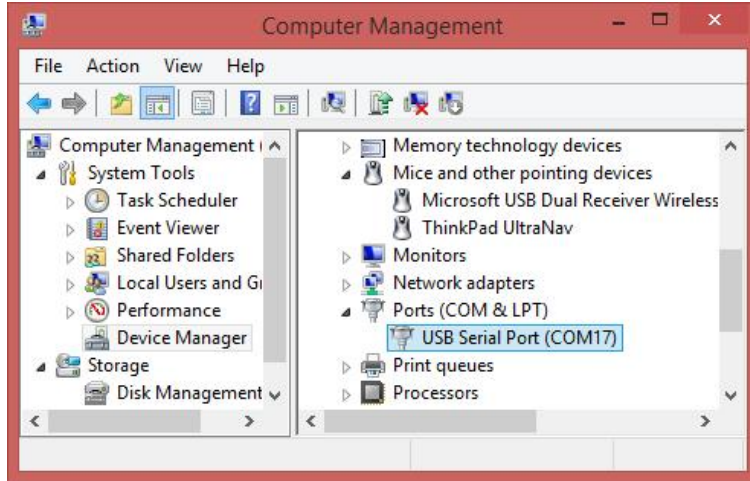 Computer Management
File Action View Help
Computer Management (
System Tools
Task Scheduler
Event Viewer
Shared Folders
Local Users and Gr
Performance
Device Manager
Storage
Disk Management
Memory technology devices
Mice and other pointing devices
Microsoft USB Dual Receiver Wireless
ThinkPad UltraNav
Monitors
Network adapters
Ports (COM & LPT)
USB Serial Port (COM17)
Print queues
Processors